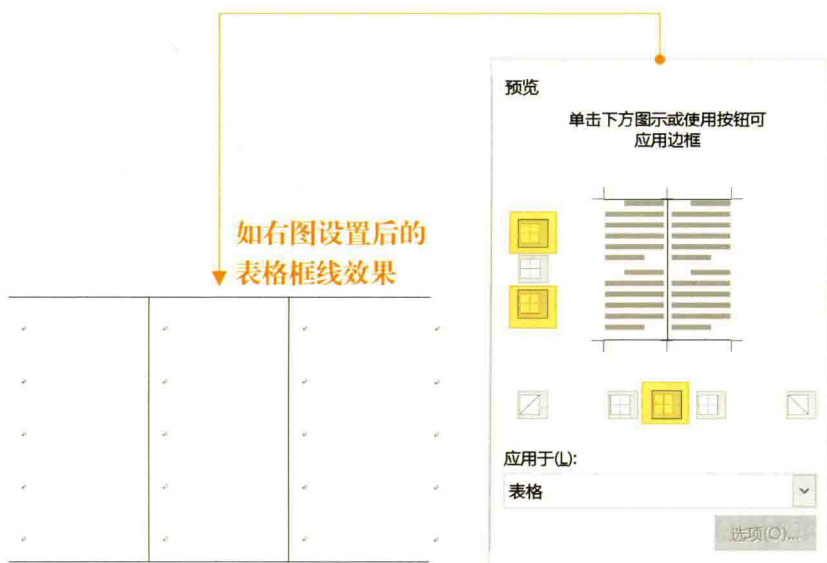 预览
单击下方图示或使用按钮可
应用边框
如右图设置后的
表格框线效果
应用于(L):
表格
选项(O)...